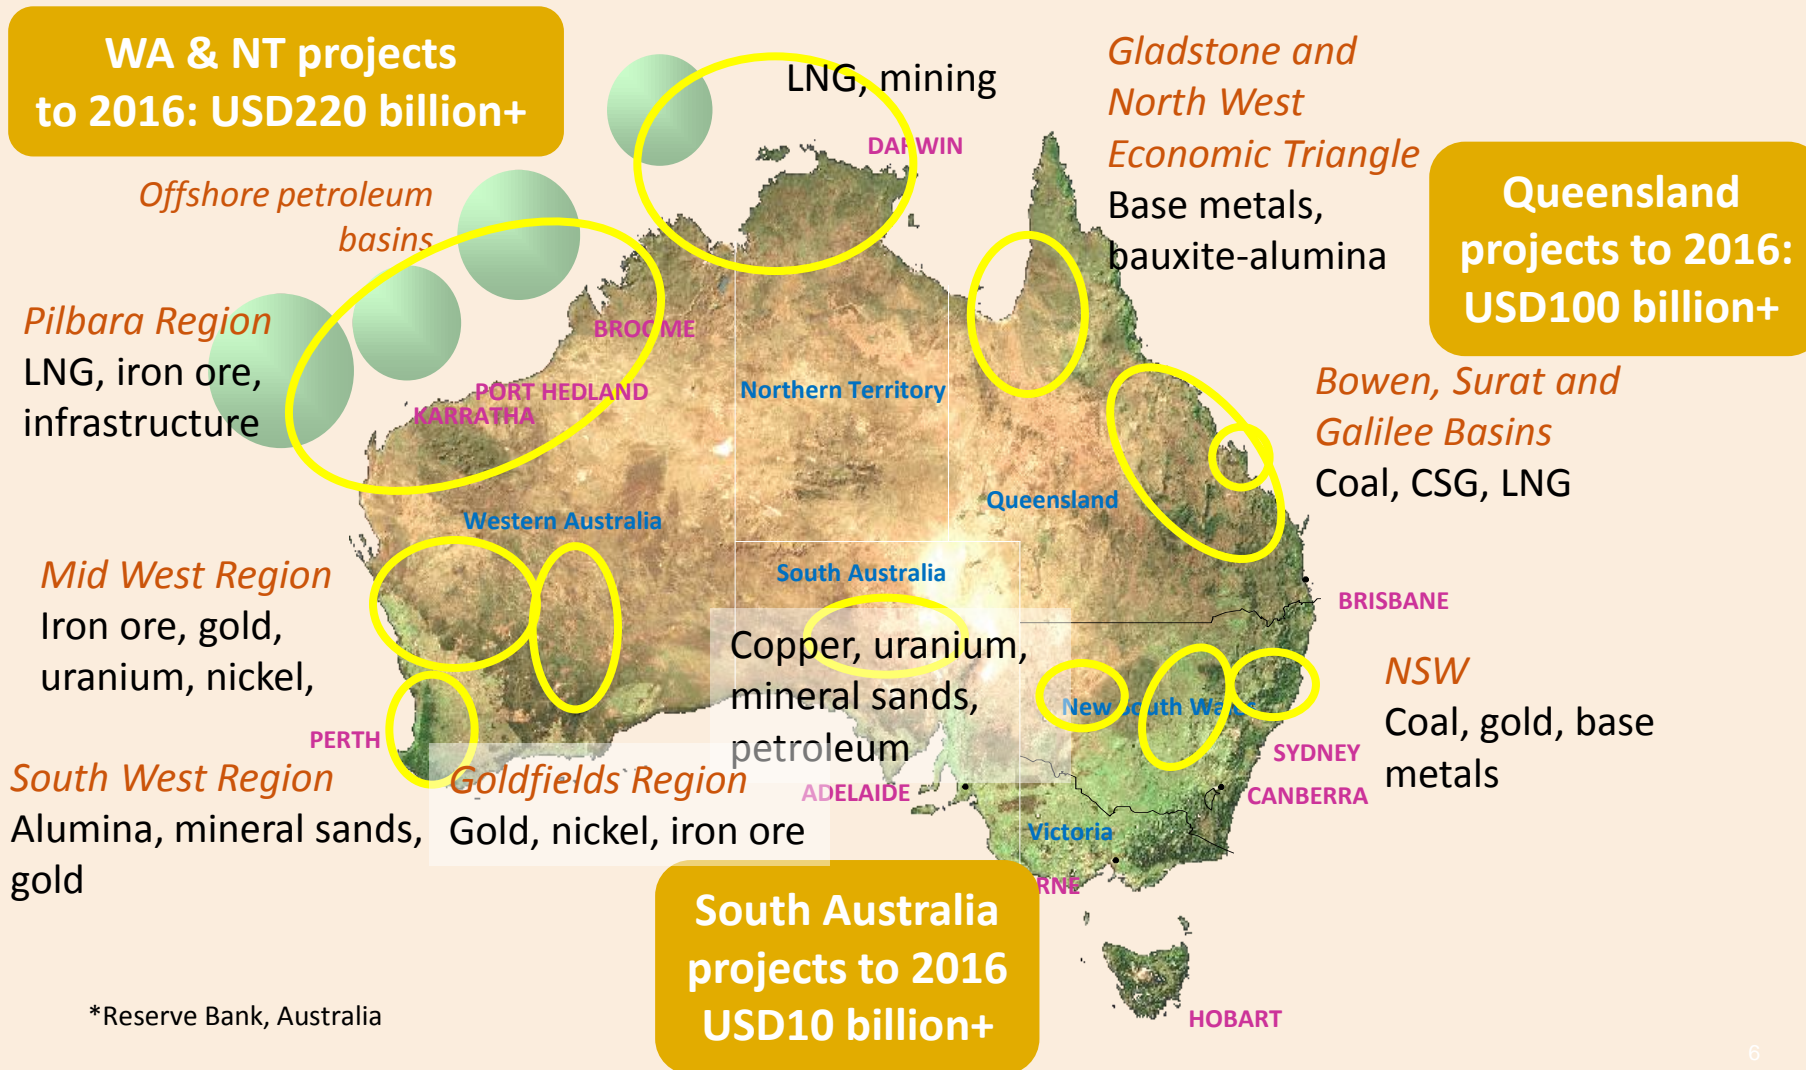 WA & NT projects
to 2016: USD220 billion+
LNG, mining
DARWIN
Gladstone and
North West
Economic Triangle
Base metals,
bauxite-alumina
Queensland
projects to 2016:
USD100 billion+
Offshore petroleum
basins
Pilbara Region
LNG, iron ore,
infrastructure
BROOME
PORT HEDLAND
KARRATHA
Northern Territory
Bowen, Surat and
Galilee Basins
Coal, CSG, LNG
Queensland
Western Australia
South Australia
Mid West Region
Iron ore, gold,
uranium, nickel,
BRISBANE
Copper, uranium,
mineral sands,
petroleum
New South Wales
NSW
Coal, gold, base
metals
PERTH
SYDNEY
CANBERRA
South West Region
Alumina, mineral sands,
gold
Goldfields Region
Gold, nickel, iron ore
ADELAIDE
Victoria
RNE
South Australia
projects to 2016
USD10 billion+
HOBART
*Reserve Bank, Australia
6